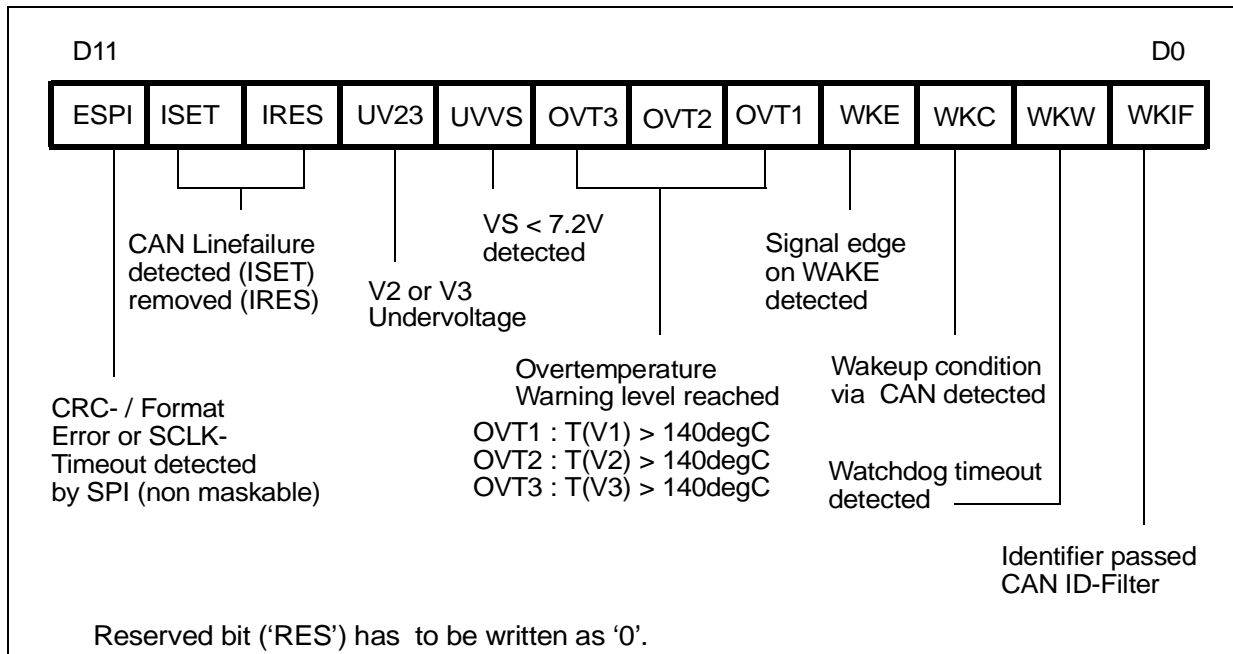 D11 D0
ESPI ISET IRES UV23 UVVS OVT3 OVT2 OVT1 WKE WKC WKW WKIF
CAN Linefailure
detected (ISET)
removed (IRES)
VS < 7.2V
detected
Signal edge
on WAKE
detected
V2 or V3
Undervoltage
Overtemperature
Warning level reached
OVT1 : T(V1) > 140degC
OVT2 : T(V2) > 140degC
OVT3 : T(V3) > 140degC
Wakeup condition
via CAN detected
CRC- / Format
Error or SCLK-
Timeout detected
by SPI (non maskable)
Watchdog timeout
detected
Identifier passed
CAN ID-Filter
Reserved bit (‘RES’) has to be written as ‘0’.